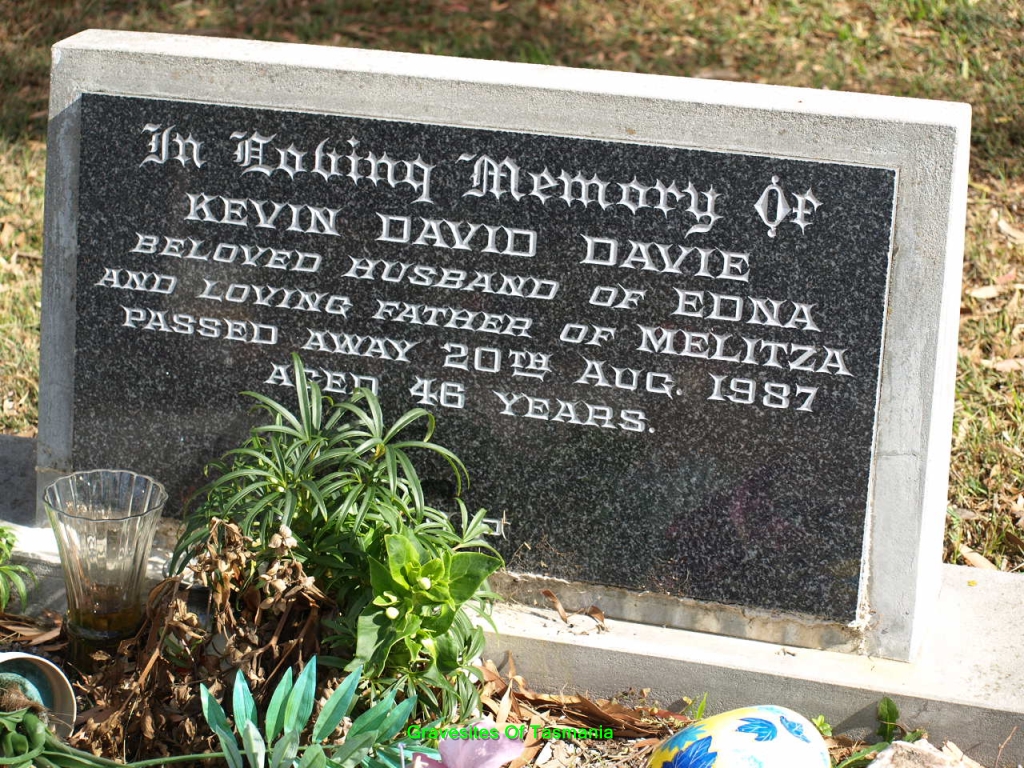 In Loving Memory Of
KEVIN DAVID DAVIE
BELOVED HUSBAND OF EDNA
AND LOVING FATHER OF MELITZA
PASSED AWAY 20TH AUG. 1987
AGED 46 YEARS.
Gravesites Of Tasmania